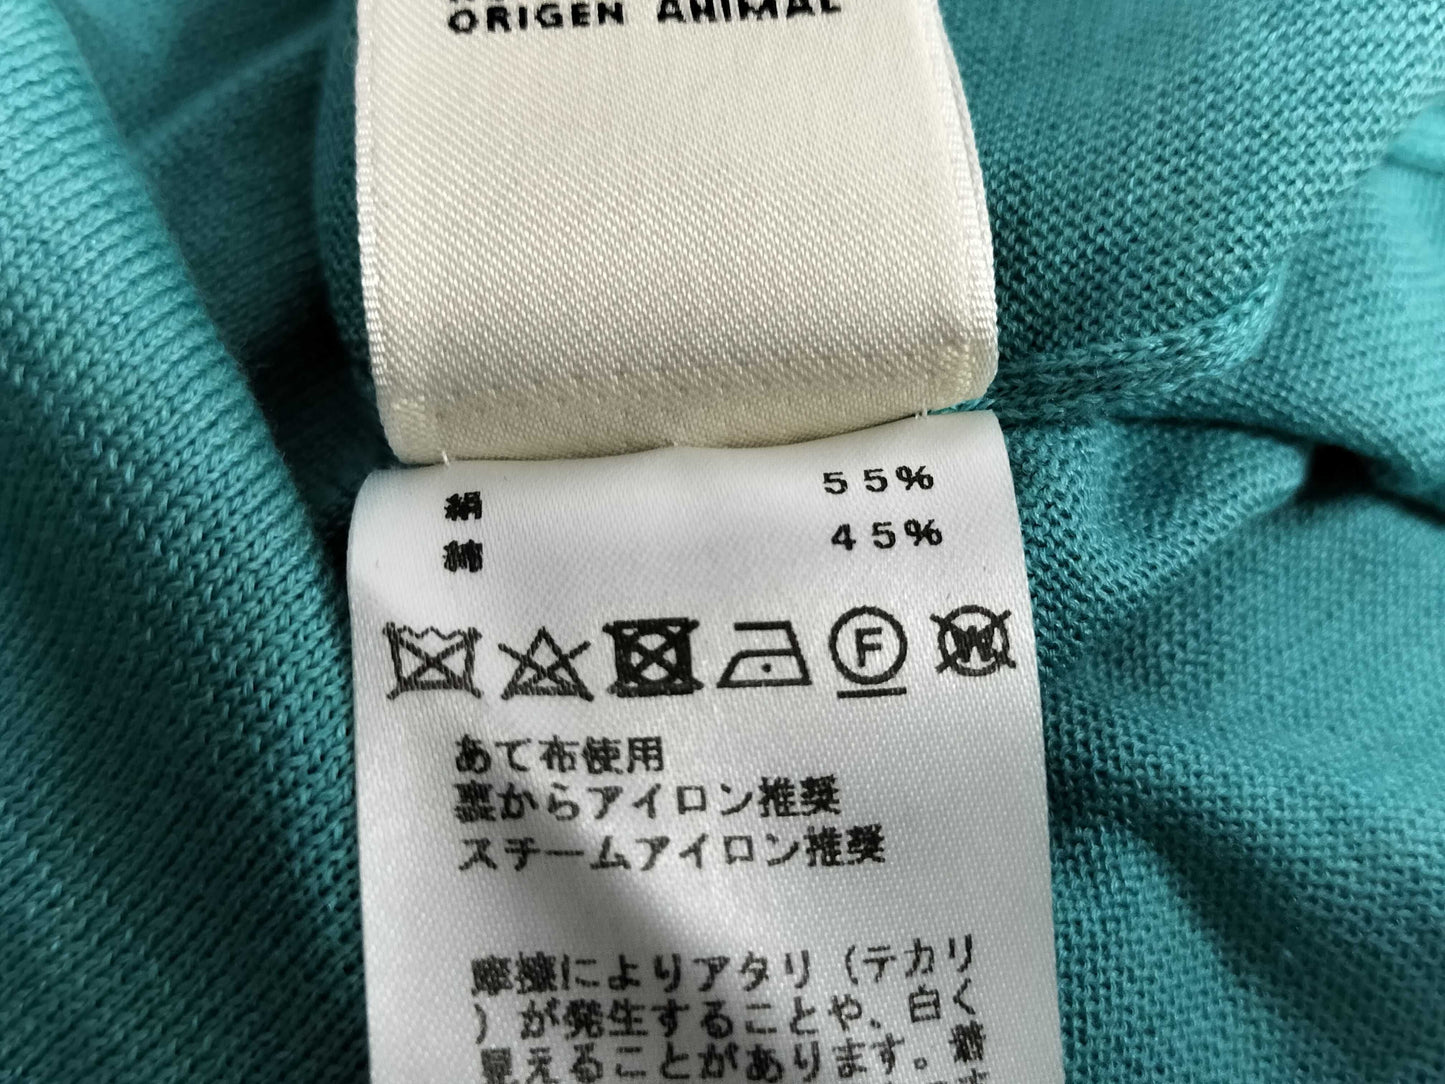 ORIGEN ANIMAL
絹 55%
綿 45%
F W
あて布使用
裏からアイロン推奨
スチームアイロン推奨
摩擦によりアタリ（テカリ
）が発生することや、白く
見えることがあります。着